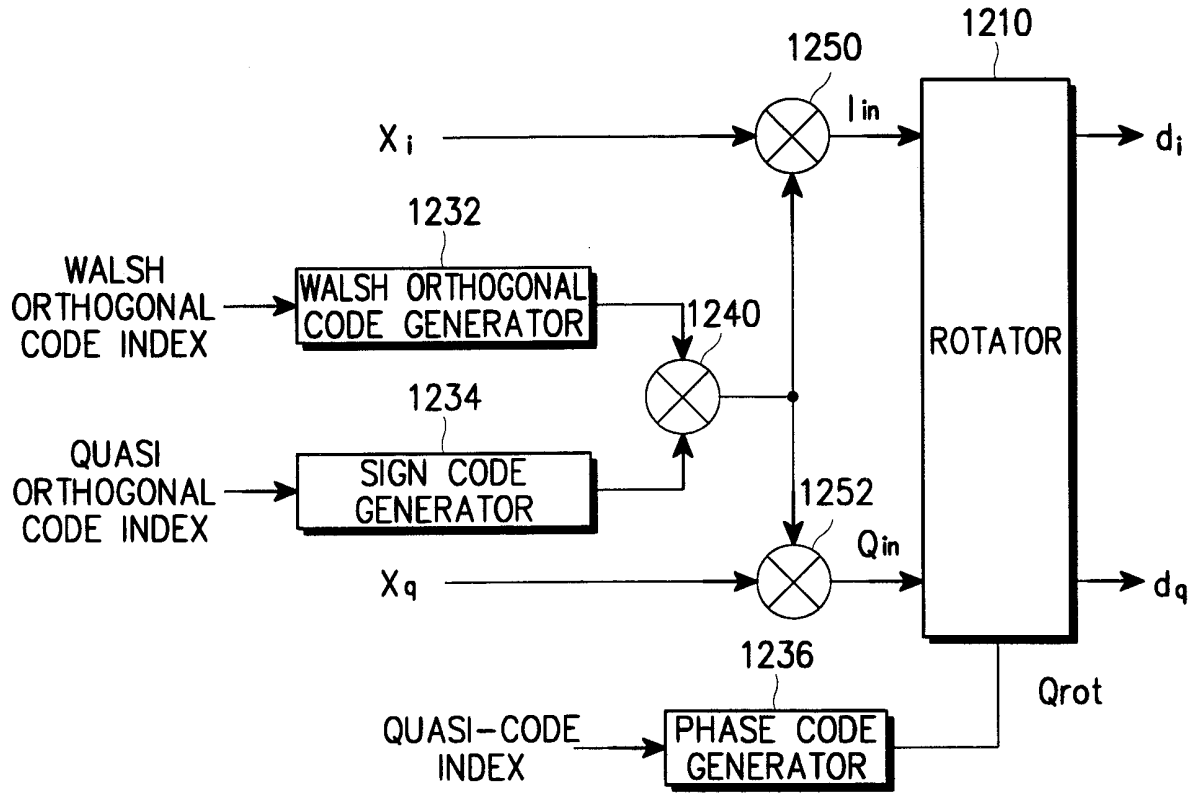 1210
1250
Iin
Xi
di
1232
WALSH
ORTHOGONAL
CODE INDEX
WALSH ORTHOGONAL
CODE GENERATOR
1240
ROTATOR
1234
QUASI
ORTHOGONAL
CODE INDEX
SIGN CODE
GENERATOR
1252
Qin
Xq
dq
1236
Qrot
QUASI-CODE
INDEX
PHASE CODE
GENERATOR